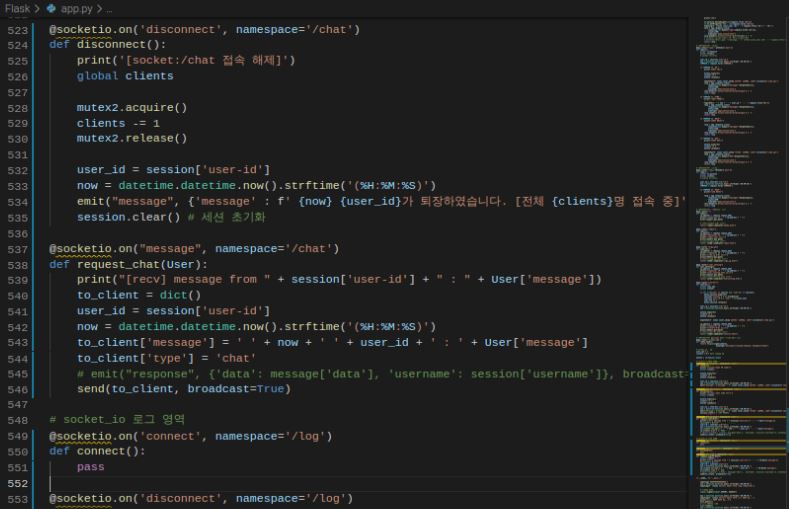 Flask > app.py > ...
523 @socketio.on('disconnect', namespace='/chat')
524 def disconnect():
525     print('[socket:/chat 접속 해제]')
526     global clients
527
528     mutex2.acquire()
529     clients -= 1
530     mutex2.release()
531
532     user_id = session['user-id']
533     now = datetime.datetime.now().strftime('(%H:%M:%S)')
534     emit("message", {'message' : f' {now} {user_id}가 퇴장하였습니다. [전체 {clients}명 접속 중]'
535     session.clear() # 세션 초기화
536
537 @socketio.on("message", namespace='/chat')
538 def request_chat(User):
539     print("[recv] message from " + session['user-id'] + " : " + User['message'])
540     to_client = dict()
541     user_id = session['user-id']
542     now = datetime.datetime.now().strftime('(%H:%M:%S)')
543     to_client['message'] = ' ' + now + ' ' + user_id + ' : ' + User['message']
544     to_client['type'] = 'chat'
545     # emit("response", {'data': message['data'], 'username': session['username']}, broadcast=
546     send(to_client, broadcast=True)
547
548 # socket_io 로그 영역
549 @socketio.on('connect', namespace='/log')
550 def connect():
551     pass
552
553 @socketio.on('disconnect', namespace='/log')